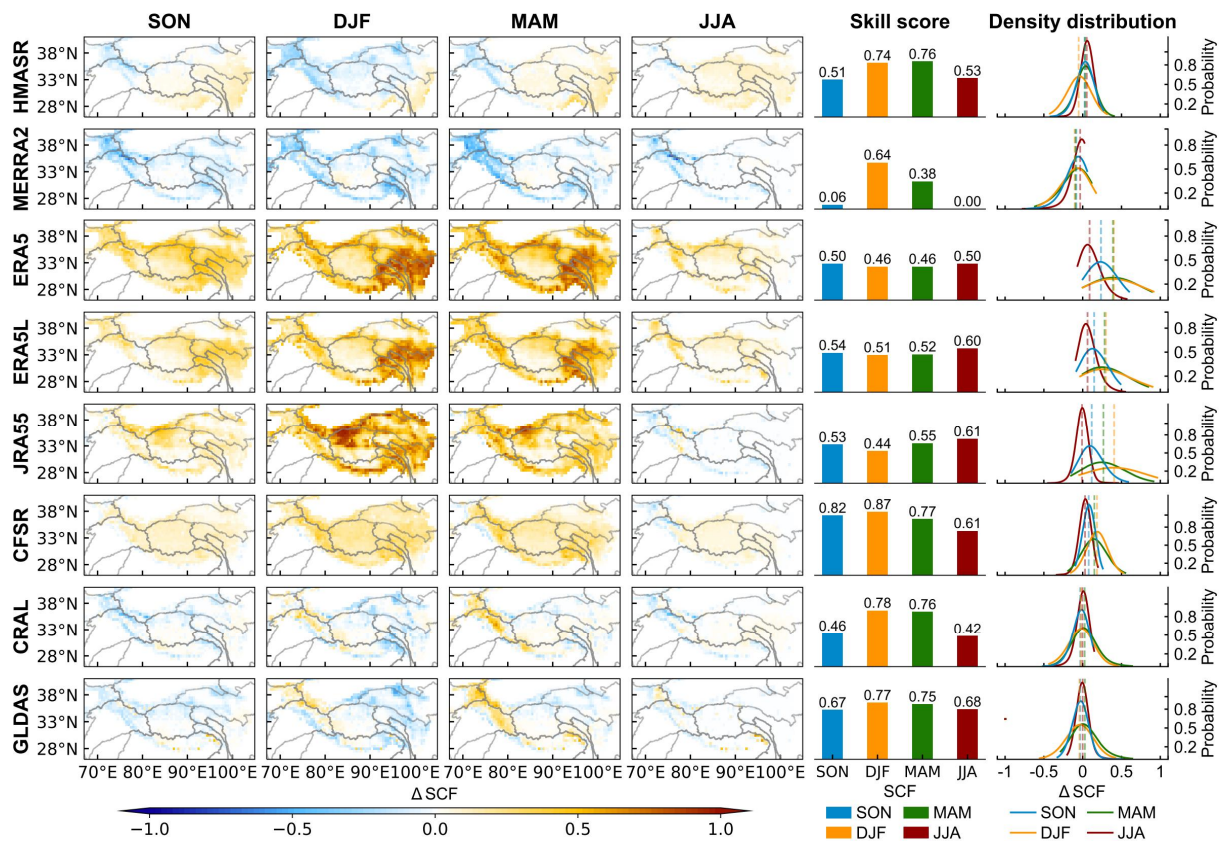 SON DJF MAM JJA Skill score Density distribution
HMASR 38°N 33°N 28°N 0.51 0.74 0.76 0.53 0.8 0.5 0.2 Probability
MERRA2 38°N 33°N 28°N 0.06 0.64 0.38 0.00 0.8 0.5 0.2 Probability
ERA5 38°N 33°N 28°N 0.50 0.46 0.46 0.50 0.8 0.5 0.2 Probability
ERA5L 38°N 33°N 28°N 0.54 0.51 0.52 0.60 0.8 0.5 0.2 Probability
JRA55 38°N 33°N 28°N 0.53 0.44 0.55 0.61 0.8 0.5 0.2 Probability
CFSR 38°N 33°N 28°N 0.82 0.87 0.77 0.61 0.8 0.5 0.2 Probability
CRAL 38°N 33°N 28°N 0.46 0.78 0.76 0.42 0.8 0.5 0.2 Probability
GLDAS 38°N 33°N 28°N 0.67 0.77 0.75 0.68 0.8 0.5 0.2 Probability
70°E 80°E 90°E 100°E 70°E 80°E 90°E 100°E 70°E 80°E 90°E 100°E 70°E 80°E 90°E 100°E SON DJF MAM JJA -1 -0.5 0 0.5 1
Δ SCF SCF Δ SCF
−1.0 −0.5 0.0 0.5 1.0
SON MAM SON MAM
DJF JJA DJF JJA